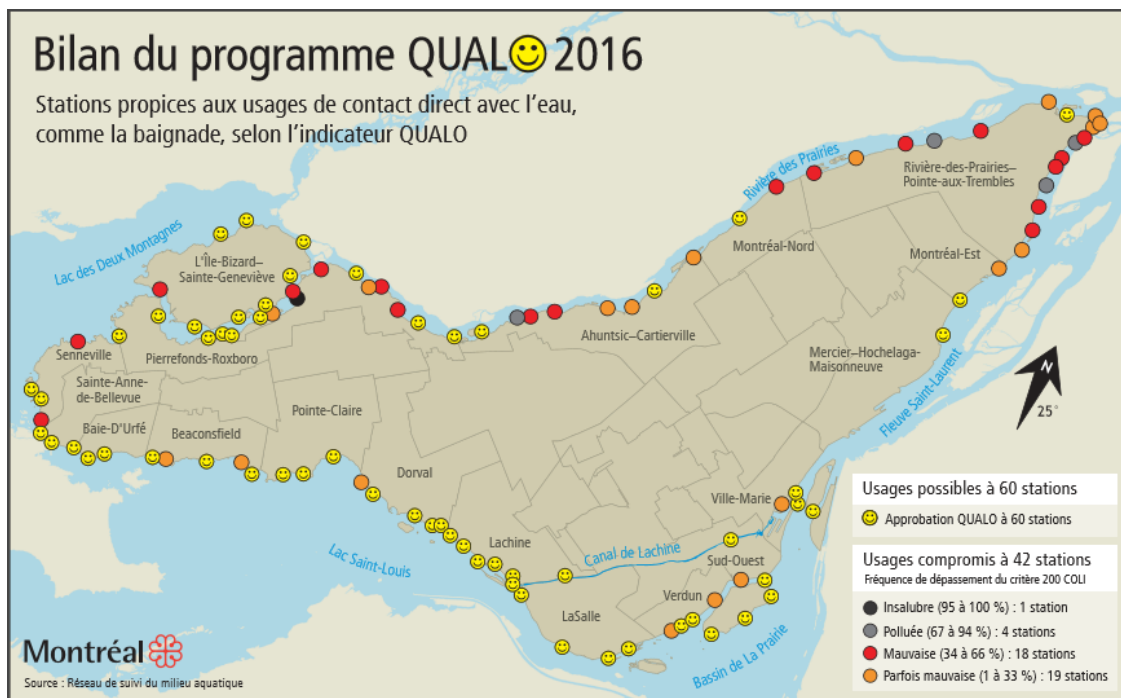 Bilan du programme QUALO 2016
Stations propices aux usages de contact direct avec l’eau,
comme la baignade, selon l’indicateur QUALO
Rivière des Prairies
Rivière-des-Prairies–
Pointe-aux-Trembles
Lac des Deux Montagnes
L’Île-Bizard–
Sainte-Geneviève
Montréal-Nord
Montréal-Est
Ahuntsic–Cartierville
Senneville
Pierrefonds-Roxboro
Mercier–Hochelaga-
Maisonneuve
Fleuve Saint-Laurent
N
25°
Sainte-Anne-
de-Bellevue
Pointe-Claire
Baie-D'Urfé
Beaconsfield
Dorval
Ville-Marie
Lachine
Canal de Lachine
Lac Saint-Louis
Sud-Ouest
Verdun
LaSalle
Bassin de La Prairie
Usages possibles à 60 stations
Approbation QUALO à 60 stations
Usages compromis à 42 stations
Fréquence de dépassement du critère 200 COLI
Insalubre (95 à 100 %) : 1 station
Polluée (67 à 94 %) : 4 stations
Mauvaise (34 à 66 %) : 18 stations
Parfois mauvaise (1 à 33 %) : 19 stations
Montréal
Source : Réseau de suivi du milieu aquatique